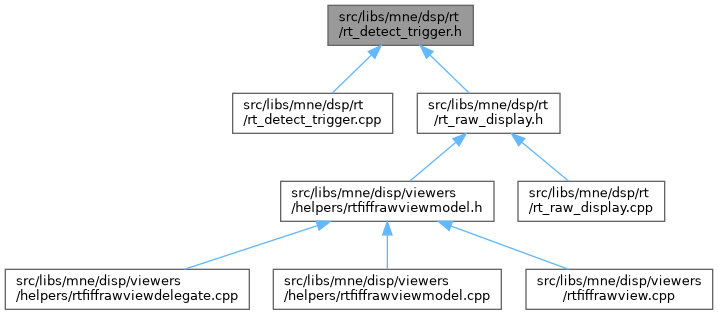 src/libs/mne/dsp/rt
/rt_detect_trigger.h
src/libs/mne/dsp/rt
/rt_detect_trigger.cpp
src/libs/mne/dsp/rt
/rt_raw_display.h
src/libs/mne/disp/viewers
/helpers/rtfiffrawviewmodel.h
src/libs/mne/dsp/rt
/rt_raw_display.cpp
src/libs/mne/disp/viewers
/helpers/rtfiffrawviewdelegate.cpp
src/libs/mne/disp/viewers
/helpers/rtfiffrawviewmodel.cpp
src/libs/mne/disp/viewers
/rtfiffrawview.cpp